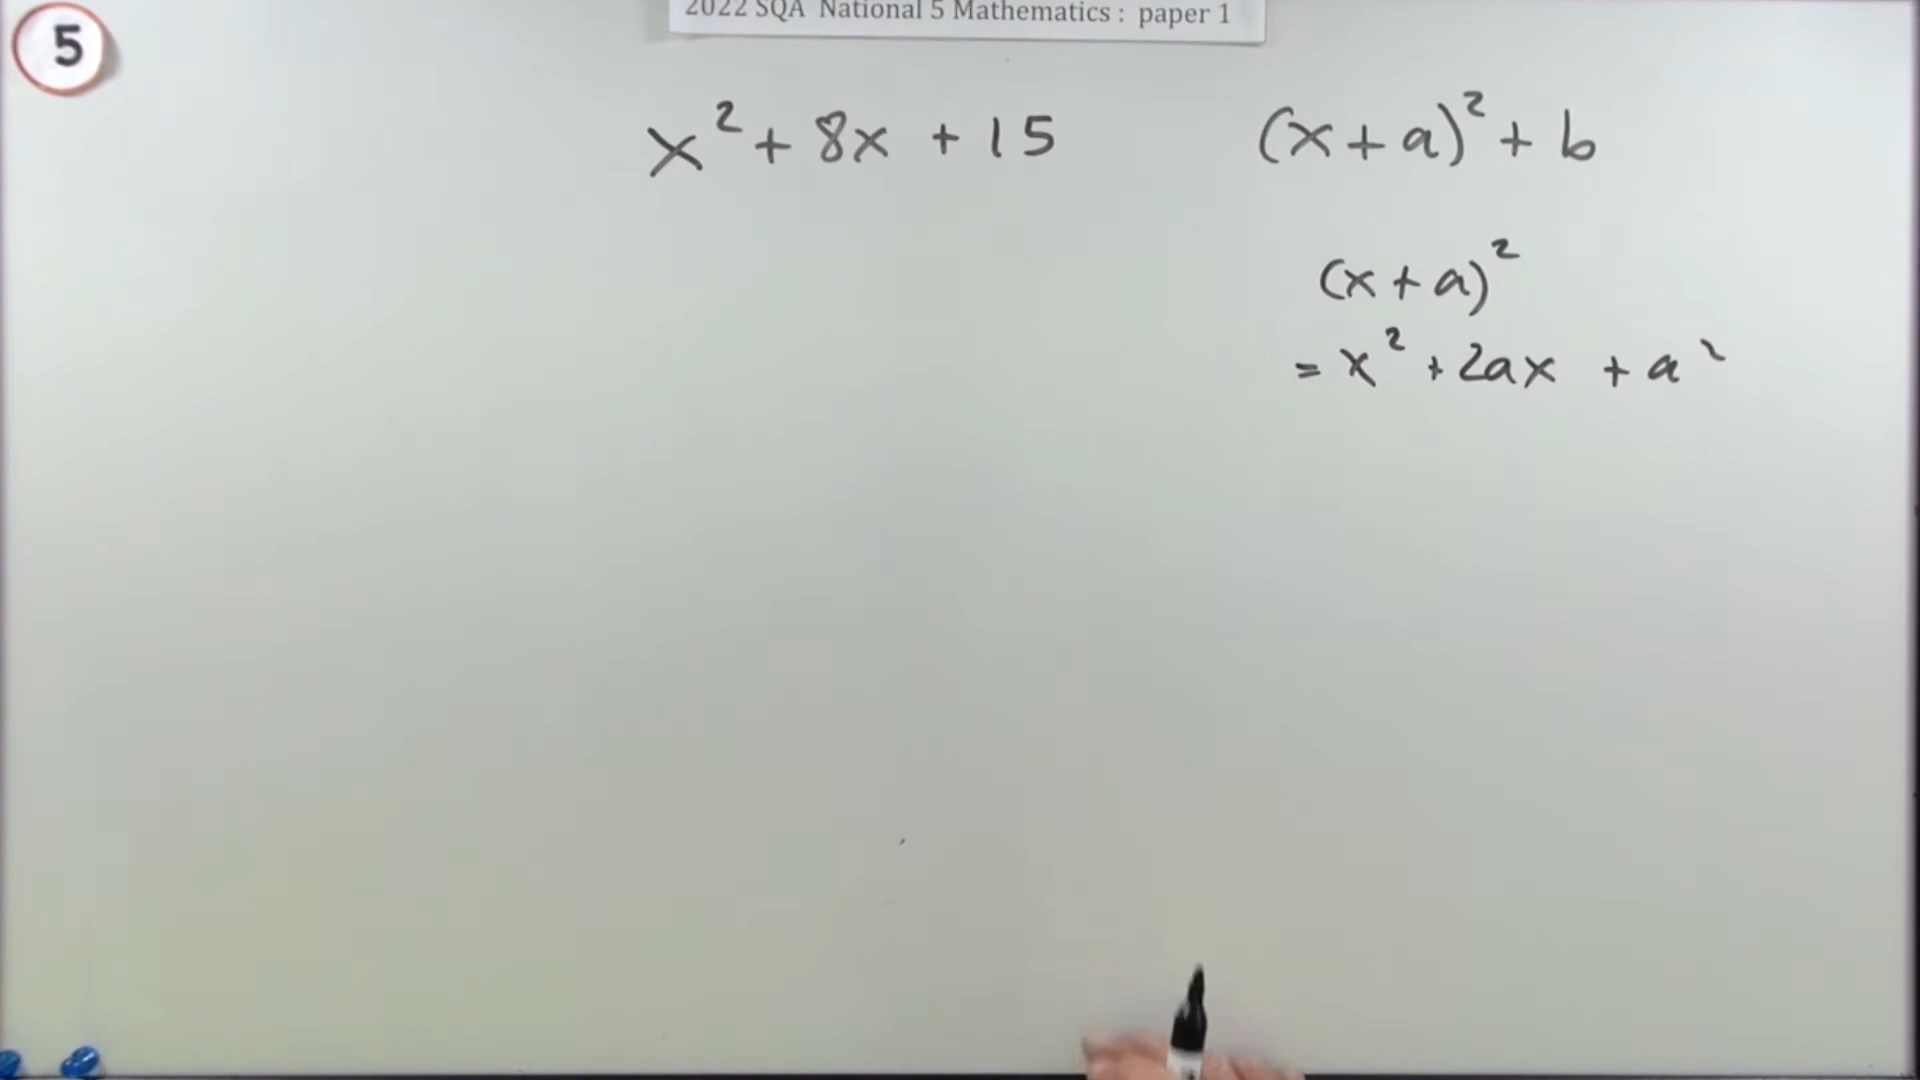 2022 SQA National 5 Mathematics : paper 1
5
x² + 8x + 15
(x + a)² + b
(x + a)²
= x² + 2ax + a²